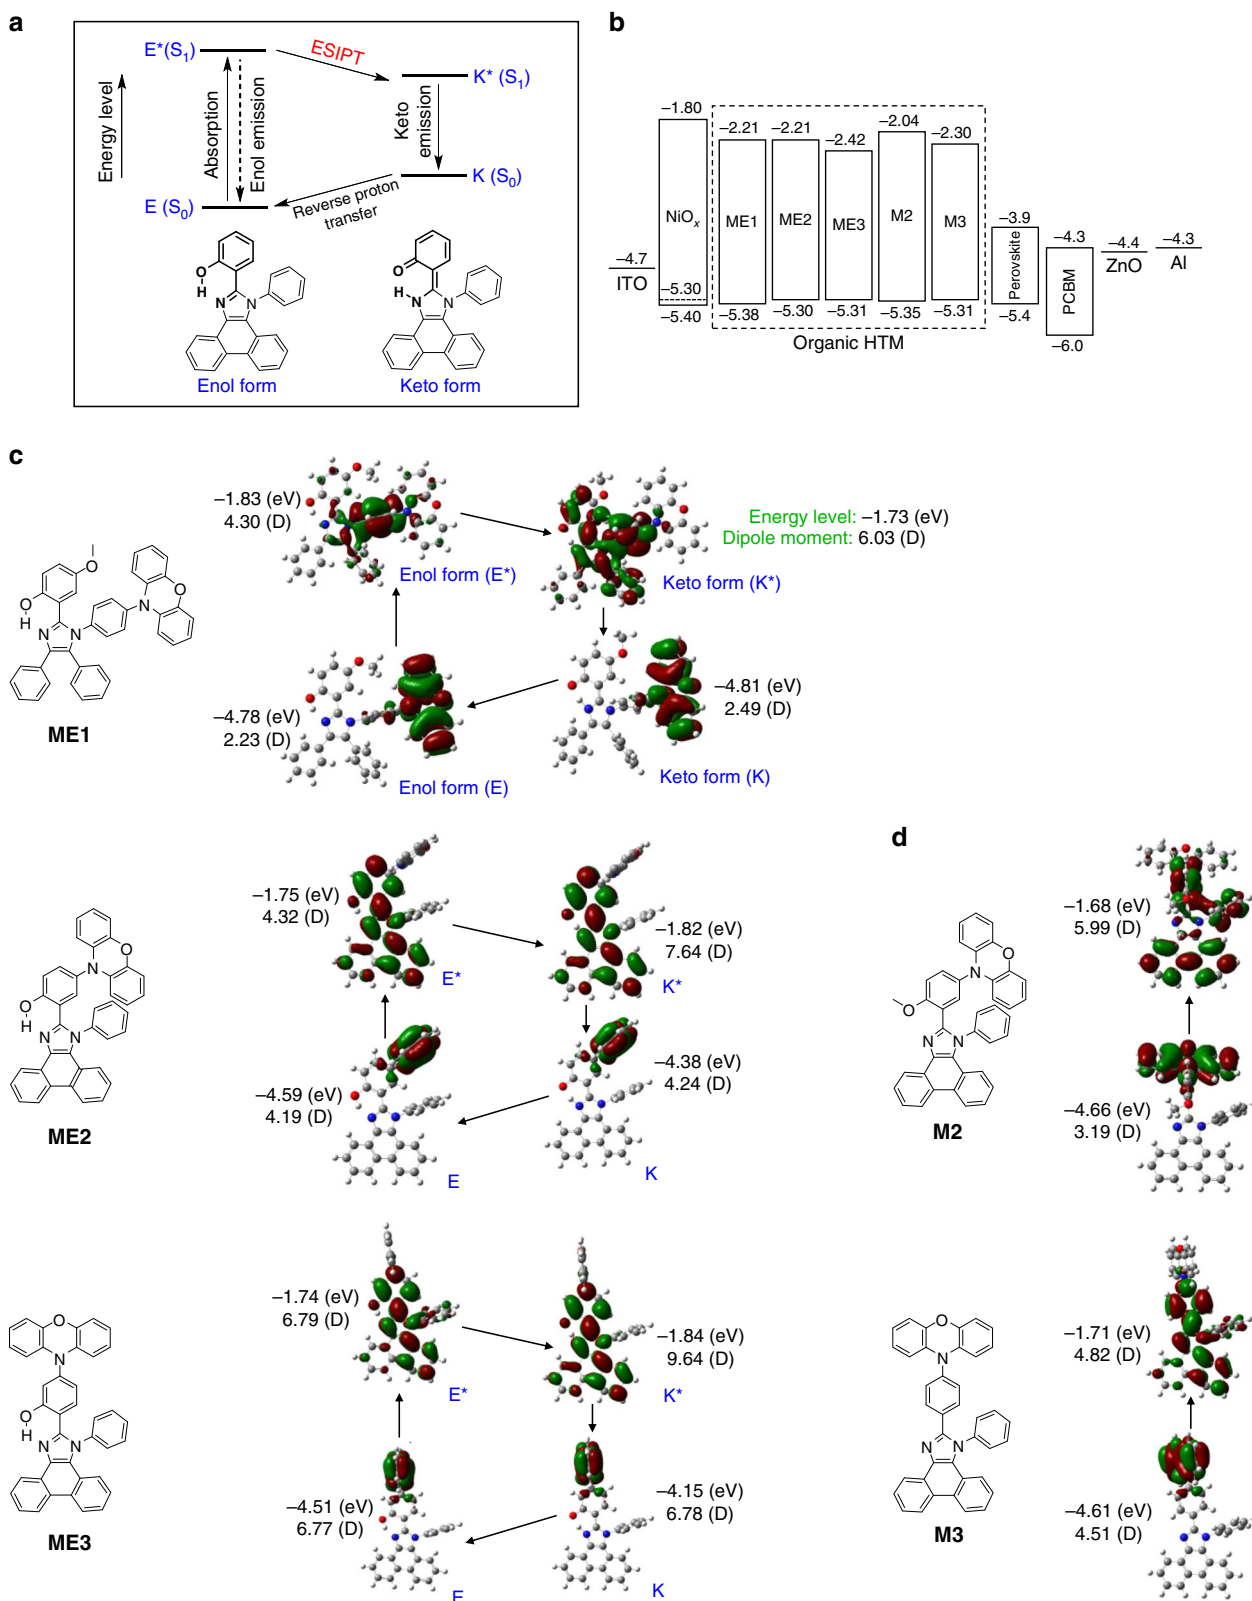 a
E*(S1)
ESIPT
K* (S1)
Energy level
Absorption
Enol emission
Keto
emission
E (S0)
K (S0)
Reverse proton
transfer
O
H
N
N
O
H
N
N
Enol form
Keto form
b
−1.80
−2.21
−2.21
−2.42
−2.04
−2.30
−3.9
−4.3
−4.4
−4.3
−4.7
ITO
NiOx
ME1
ME2
ME3
M2
M3
Perovskite
PCBM
ZnO
Al
−5.30
−5.40
−5.38
−5.30
−5.31
−5.35
−5.31
−5.4
−6.0
Organic HTM
c
−1.83 (eV)
4.30 (D)
Enol form (E*)
Energy level: −1.73 (eV)
Dipole moment: 6.03 (D)
Keto form (K*)
O
O
H
N
N
N
O
ME1
−4.78 (eV)
2.23 (D)
Enol form (E)
−4.81 (eV)
2.49 (D)
Keto form (K)
−1.75 (eV)
4.32 (D)
E*
−1.82 (eV)
7.64 (D)
K*
O
N
O
H
N
N
ME2
−4.59 (eV)
4.19 (D)
E
−4.38 (eV)
4.24 (D)
K
−1.74 (eV)
6.79 (D)
E*
−1.84 (eV)
9.64 (D)
K*
O
N
O
H
N
N
ME3
−4.51 (eV)
6.77 (D)
E
−4.15 (eV)
6.78 (D)
K
d
−1.68 (eV)
5.99 (D)
O
N
O
N
N
M2
−4.66 (eV)
3.19 (D)
−1.71 (eV)
4.82 (D)
O
N
N
N
M3
−4.61 (eV)
4.51 (D)